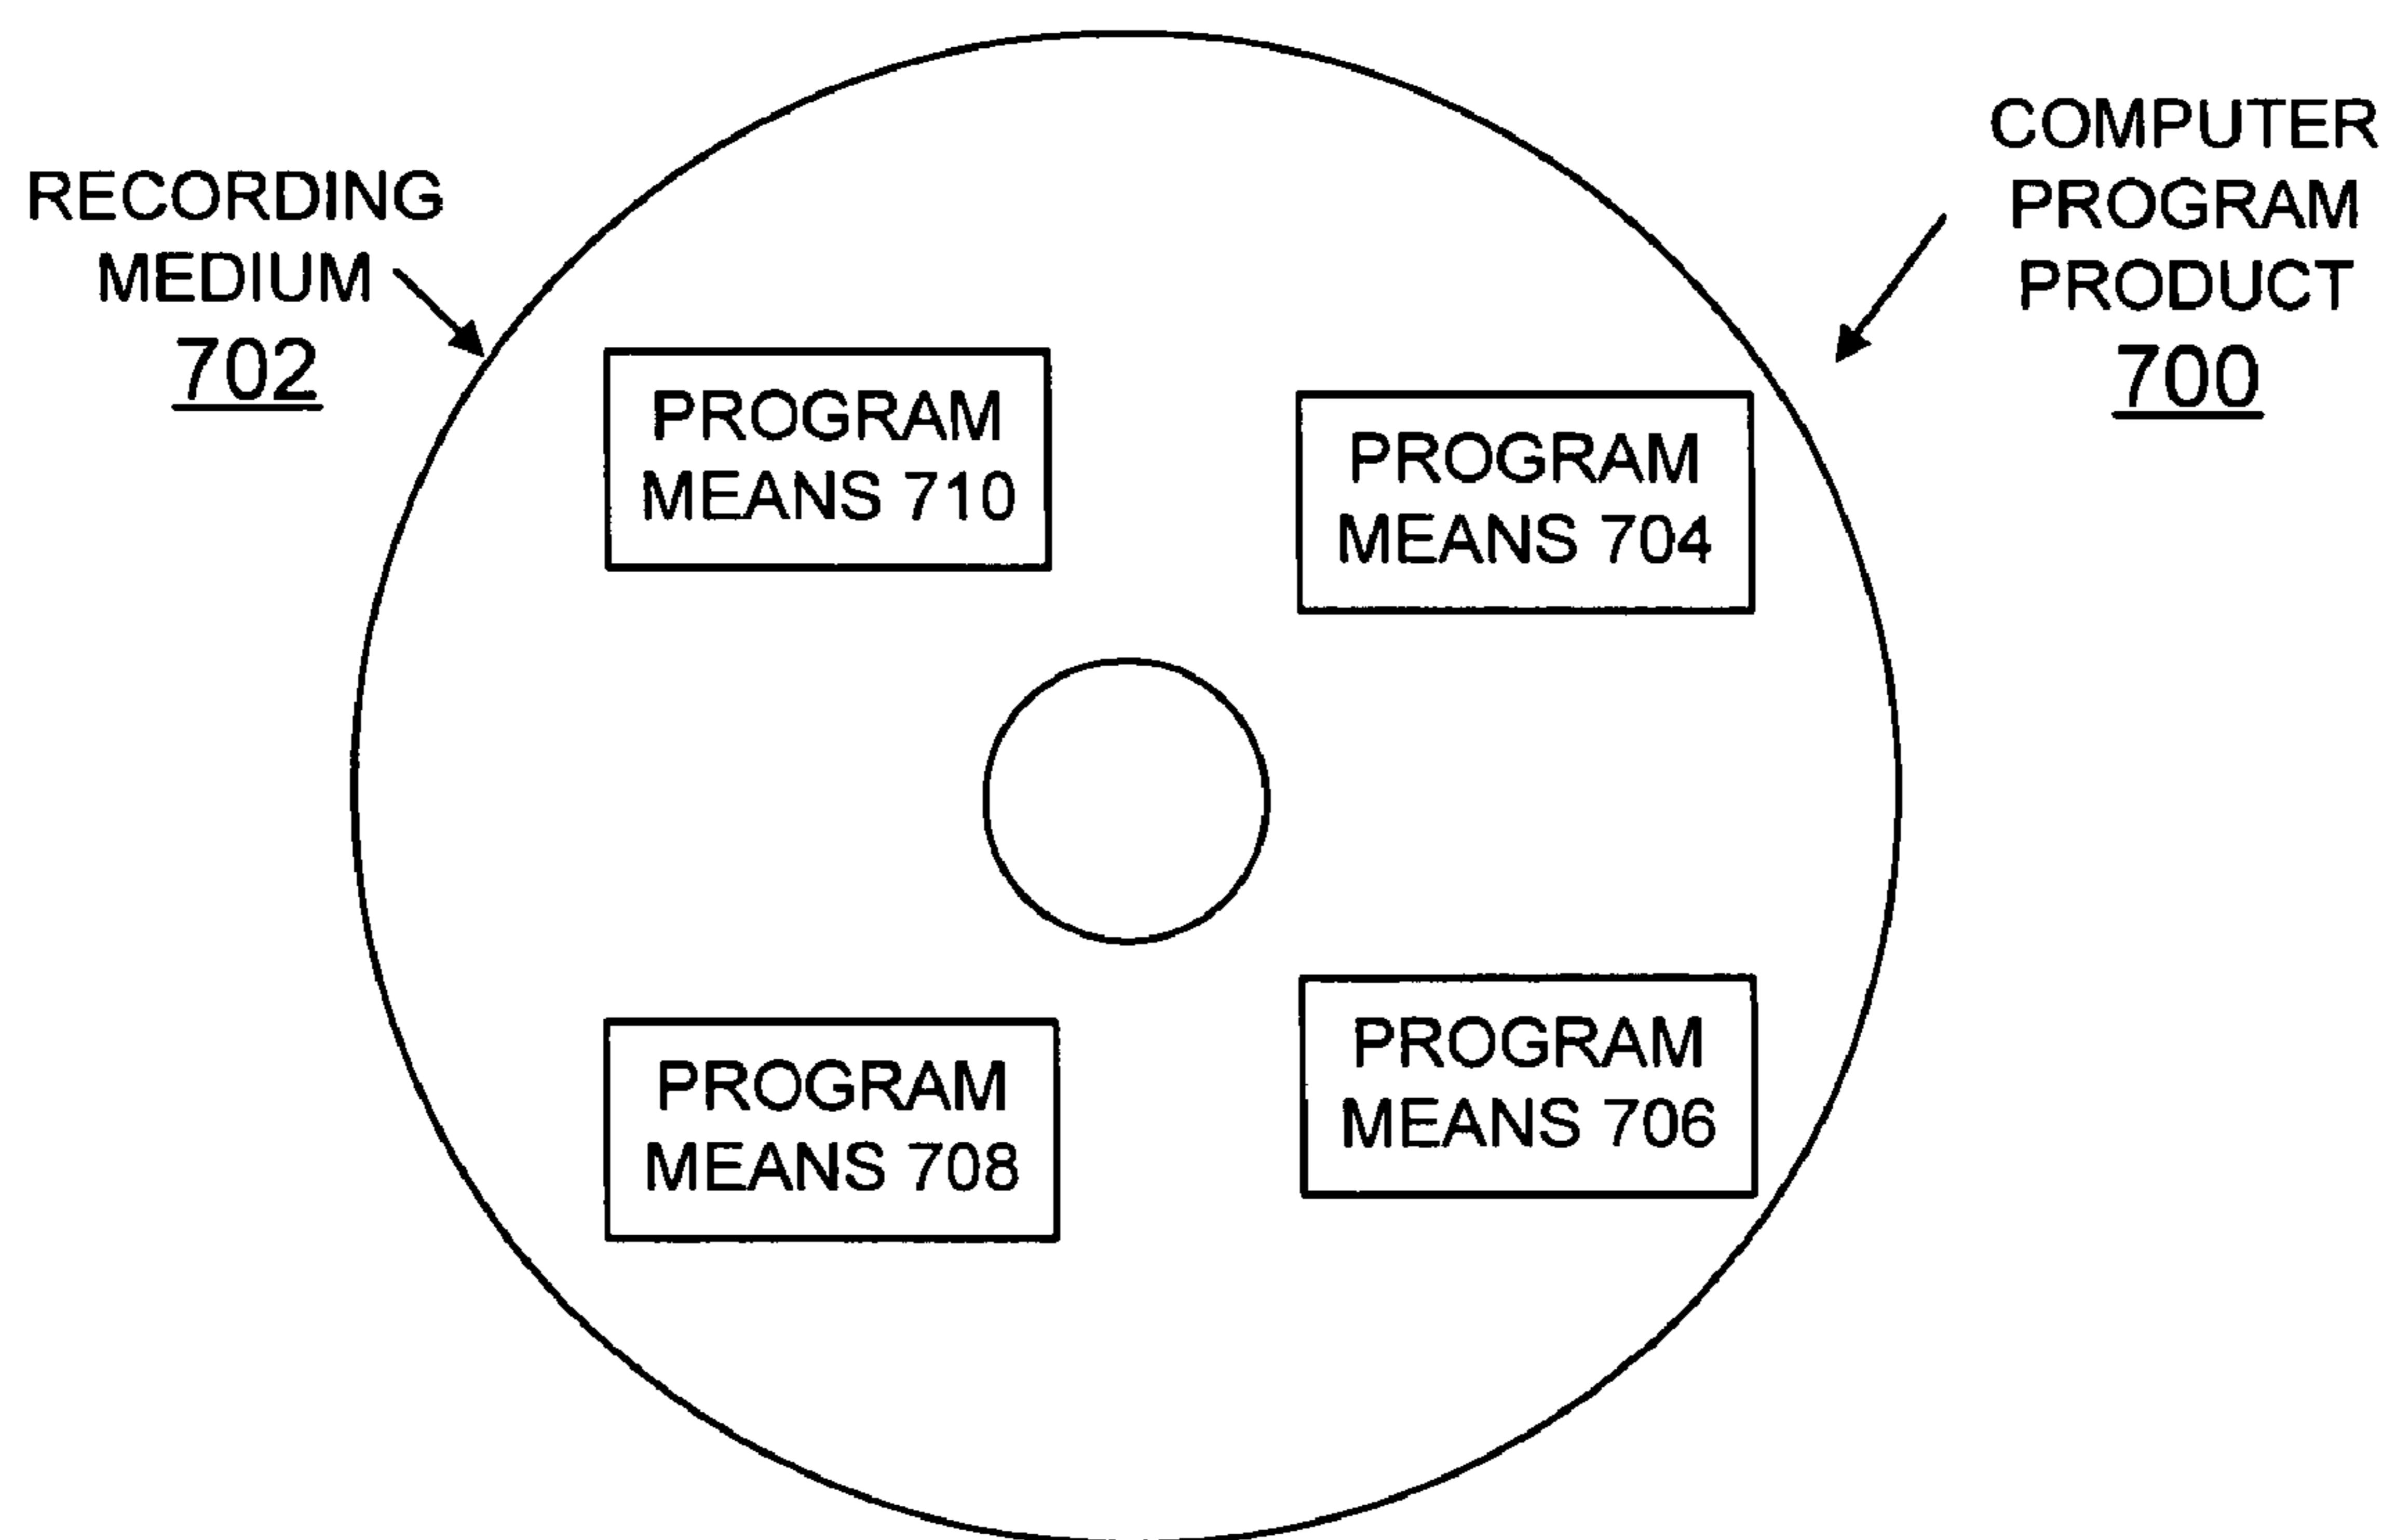 RECORDING
MEDIUM
702
COMPUTER
PROGRAM
PRODUCT
700
PROGRAM
MEANS 710
PROGRAM
MEANS 704
PROGRAM
MEANS 708
PROGRAM
MEANS 706